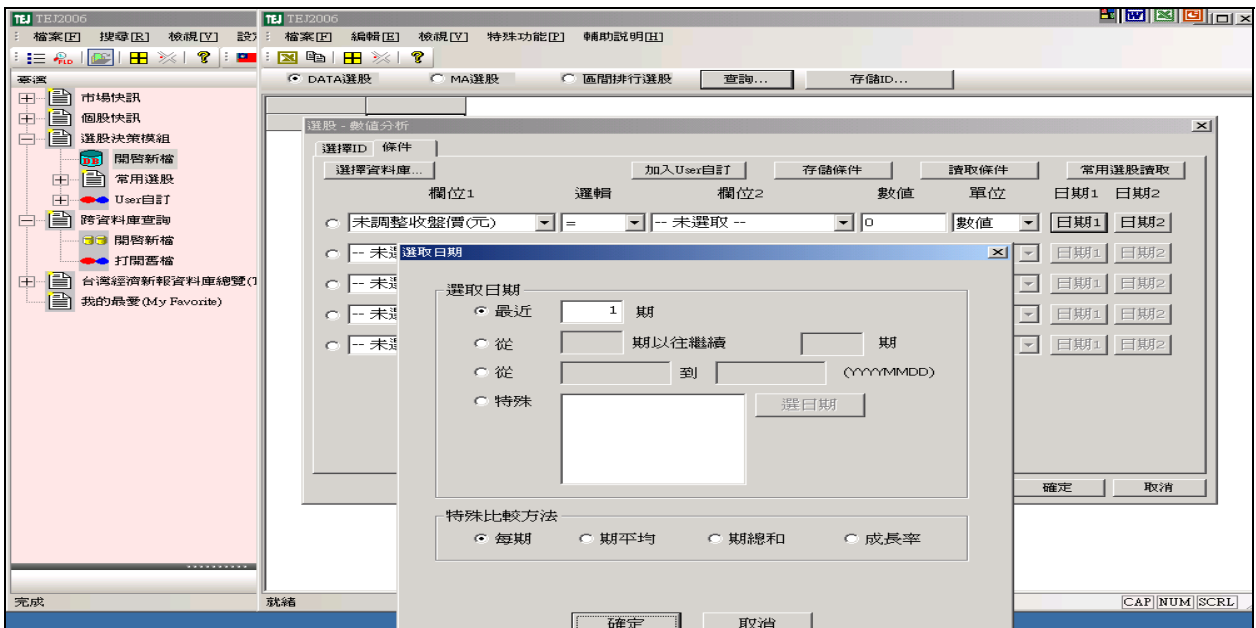 TEJ TEJ2006
檔案[F] 搜尋[R] 檢視[V]
要選
市場快訊
個股快訊
選股決策模組
開啓新檔
常用選股
User自訂
跨資料庫查詢
開啓新檔
打開舊檔
台灣經濟新報資料庫總覽(
我的最愛(My Favorite)
完成
TEJ TEJ2006
檔案[F] 編輯[E] 檢視[V] 特殊功能[P] 輔助説明[H]
DATA選股 MA選股 區間排行選股 查詢... 存儲ID...
選股 - 數值分析
選擇ID 條件
選擇資料庫... 加入User自訂 存儲條件 讀取條件 常用選股讀取
欄位1 選輯 欄位2 數值 單位 日期1 日期2
未調整收盤價(元) = -- 未選取 -- 0 數值 日期1 日期2
-- 未 日期1 日期2
-- 未 日期1 日期2
-- 未 日期1 日期2
-- 未 日期1 日期2
確定 取消
選取日期
選取日期
最近 1 期
從 期以往繼續 期
從 到 (YYYYMMDD)
特殊 選日期
特殊比較方法
每期 期平均 期總和 成長率
確定 取消
就緒
CAP NUM SCRL